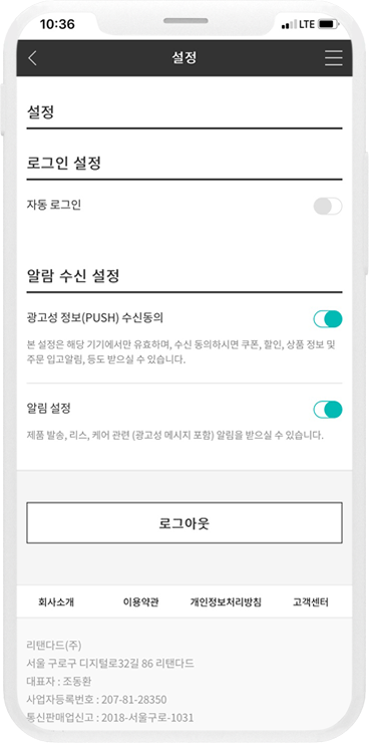 10:36
LTE
설정
설정
로그인 설정
자동 로그인
알람 수신 설정
광고성 정보(PUSH) 수신동의
본 설정은 해당 기기에서만 유효하며, 수신 동의하시면 쿠폰, 할인, 상품 정보 및
주문 입고알림, 등도 받으실 수 있습니다.
알림 설정
제품 발송, 리스, 케어 관련 (광고성 메시지 포함) 알림을 받으실 수 있습니다.
로그아웃
회사소개 이용약관 개인정보처리방침 고객센터
리탠다드(주)
서울 구로구 디지털로32길 86 리탠다드
대표자 : 조동환
사업자등록번호 : 207-81-28350
통신판매업신고 : 2018-서울구로-1031